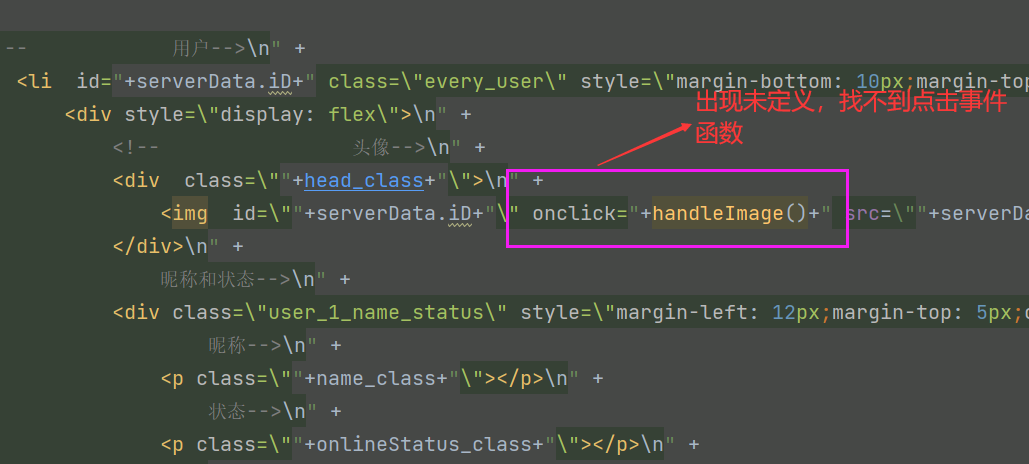 --            用户-->\n" +
<li  id="+serverData.iD+" class=\"every_user\" style=\"margin-bottom: 10px;margin-top
出现未定义，找不到点击事件
函数
<div style=\"display: flex\">\n" +
<!--                头像-->\n" +
<div  class=\""+head_class+"\">\n" +
<img  id=\""+serverData.iD+"\" onclick="+handleImage()+" src=\""+serverDa
</div>\n" +
昵称和状态-->\n" +
<div class=\"user_1_name_status\" style=\"margin-left: 12px;margin-top: 5px;
昵称-->\n" +
<p class=\""+name_class+"\"></p>\n" +
状态-->\n" +
<p class=\""+onlineStatus_class+"\"></p>\n" +